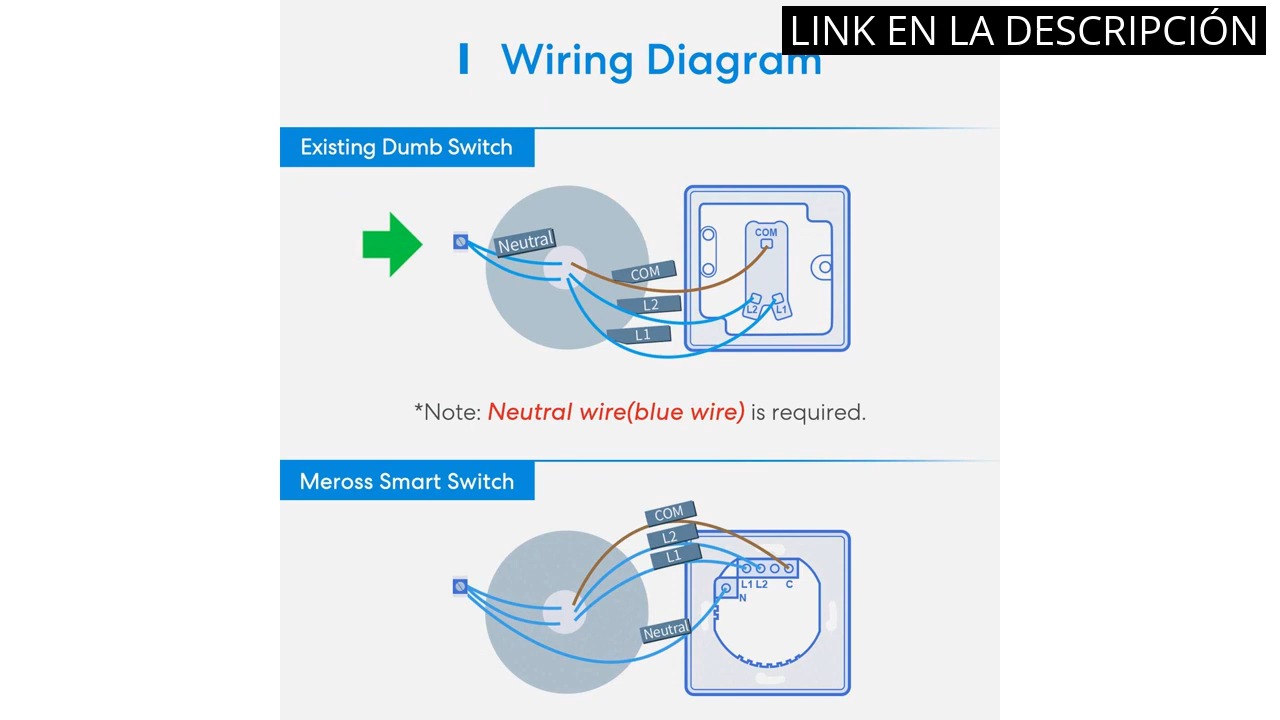 LINK EN LA DESCRIPCIÓN
Wiring Diagram
Existing Dumb Switch
Neutral
COM
COM
L2
L2
L1
L1
*Note: Neutral wire(blue wire) is required.
Meross Smart Switch
COM
L2
L1
L1 L2 C
N
Neutral